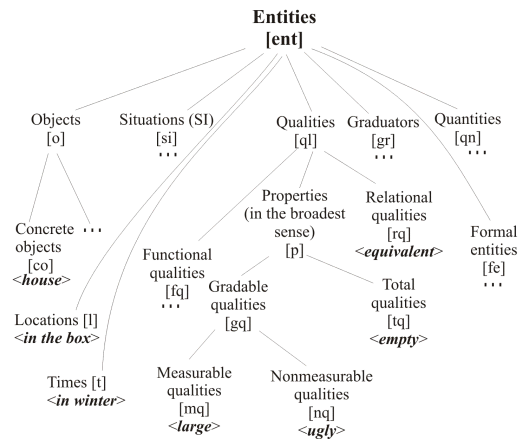 Entities
[ent]
Objects
[o]
Situations (SI)
[si]
...
Qualities
[ql]
Graduators
[gr]
...
Quantities
[qn]
...
Concrete
objects
[co]
<house>
...
Functional
qualities
[fq]
...
Properties
(in the broadest
sense)
[p]
Relational
qualities
[rq]
<equivalent>
Formal
entities
[fe]
...
Locations [l]
<in the box>
Gradable
qualities
[gq]
Total
qualities
[tq]
<empty>
Times [t]
<in winter>
Measurable
qualities
[mq]
<large>
Nonmeasurable
qualities
[nq]
<ugly>